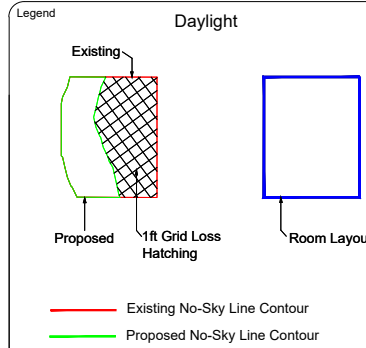 Legend
Daylight
Existing
Proposed
1ft Grid Loss
Hatching
Room Layou
Existing No-Sky Line Contour
Proposed No-Sky Line Contour